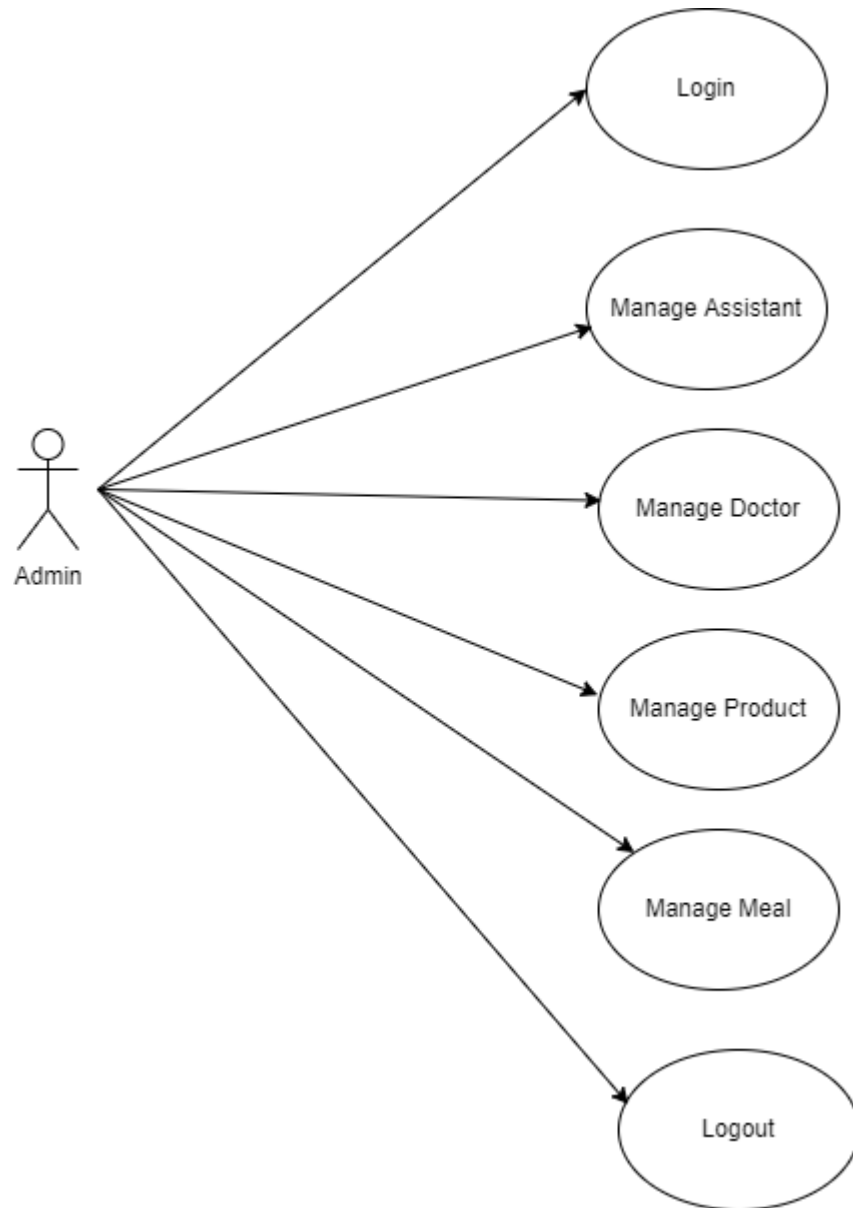 Login
Manage Assistant
Manage Doctor
Admin
Manage Product
Manage Meal
Logout